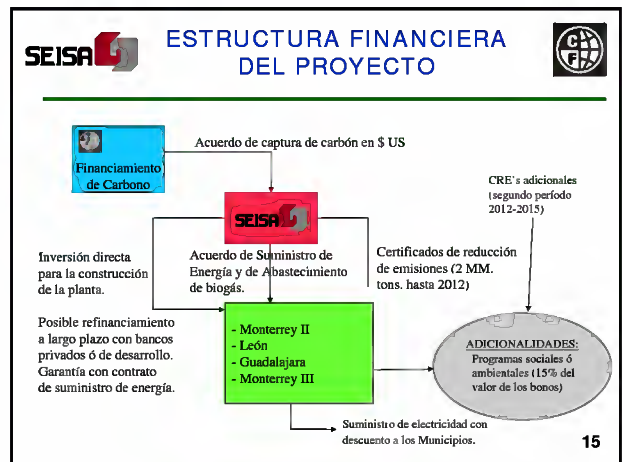 SEISA
ESTRUCTURA FINANCIERA
DEL PROYECTO
C
F
Acuerdo de captura de carbón en $ US
Financiamiento
de Carbono
CRE's adicionales
(segundo período
2012-2015)
SEISA
Inversión directa
para la construcción
de la planta.
Acuerdo de Suministro de
Energía y de Abastecimiento
de biogás.
Certificados de reducción
de emisiones (2 MM.
tons. hasta 2012)
Posible refinanciamiento
a largo plazo con bancos
privados ó de desarrollo.
Garantía con contrato
de suministro de energía.
- Monterrey II
- León
- Guadalajara
- Monterrey III
ADICIONALIDADES:
Programas sociales ó
ambientales (15% del
valor de los bonos)
Suministro de electricidad con
descuento a los Municipios.
15